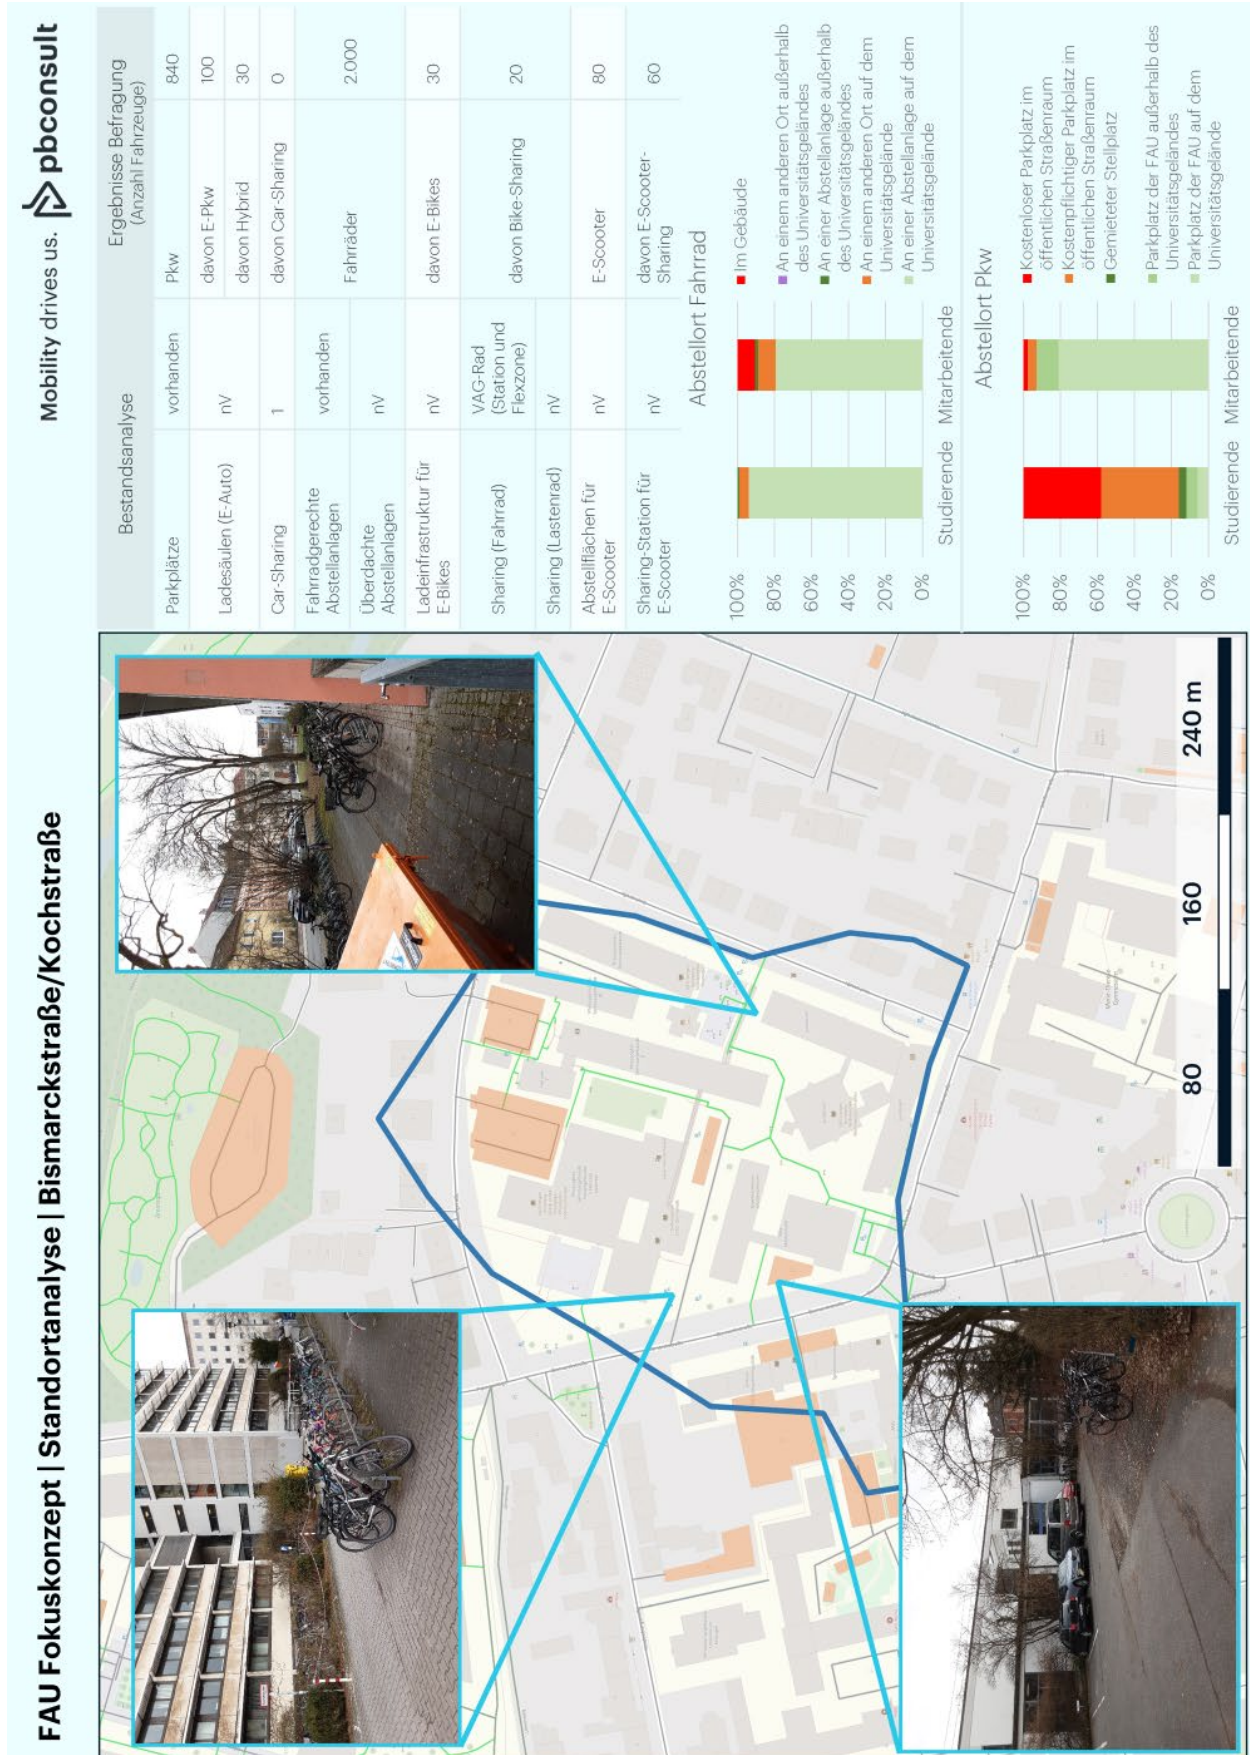 FAU Fokuskonzept | Standortanalyse | Bismarckstraße/Kochstraße
Mobility drives us. pbconsult
Bestandsanalyse
Ergebnisse Befragung
(Anzahl Fahrzeuge)
Parkplätze vorhanden Pkw 840
Ladesäulen (E-Auto) nV davon E-Pkw 100
davon Hybrid 30
Car-Sharing 1 davon Car-Sharing 0
Fahrradgerechte
Abstellanlagen
vorhanden
Fahrräder 2.000
Überdachte
Abstellanlagen
nV
Ladeinfrastruktur für
E-Bikes
nV davon E-Bikes 30
Sharing (Fahrrad)
VAG-Rad
(Station und
Flexzone)
davon Bike-Sharing 20
Sharing (Lastenrad) nV
Abstellflächen für
E-Scooter
nV E-Scooter 80
Sharing-Station für
E-Scooter
nV
davon E-Scooter-
Sharing
60
Abstellort Fahrrad
100%
80%
60%
40%
20%
0%
Studierende Mitarbeitende
Im Gebäude
An einem anderen Ort außerhalb
des Universitätsgeländes
An einer Abstellanlage außerhalb
des Universitätsgeländes
An einem anderen Ort auf dem
Universitätsgelände
An einer Abstellanlage auf dem
Universitätsgelände
Abstellort Pkw
100%
80%
60%
40%
20%
0%
Studierende Mitarbeitende
Kostenloser Parkplatz im
öffentlichen Straßenraum
Kostenpflichtiger Parkplatz im
öffentlichen Straßenraum
Gemieteter Stellplatz
Parkplatz der FAU außerhalb des
Universitätsgeländes
Parkplatz der FAU auf dem
Universitätsgelände
80 160 240 m